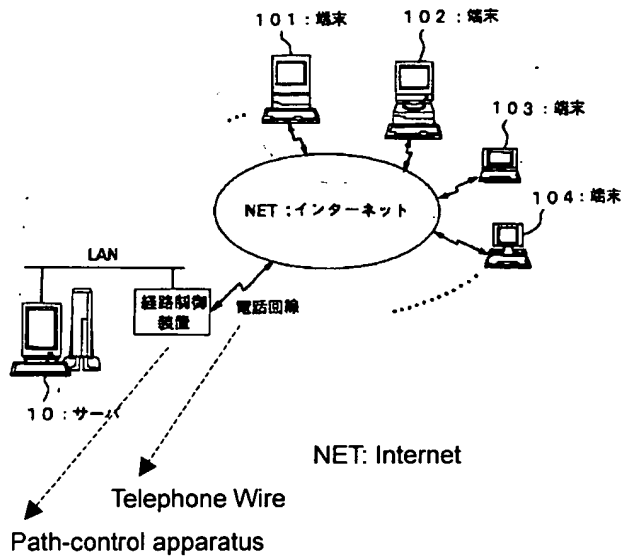 101:端末
102:端末
103:端末
104:端末
NET:インターネット
LAN
経路制御
装置
電話回線
10:サーバ
NET: Internet
Telephone Wire
Path-control apparatus